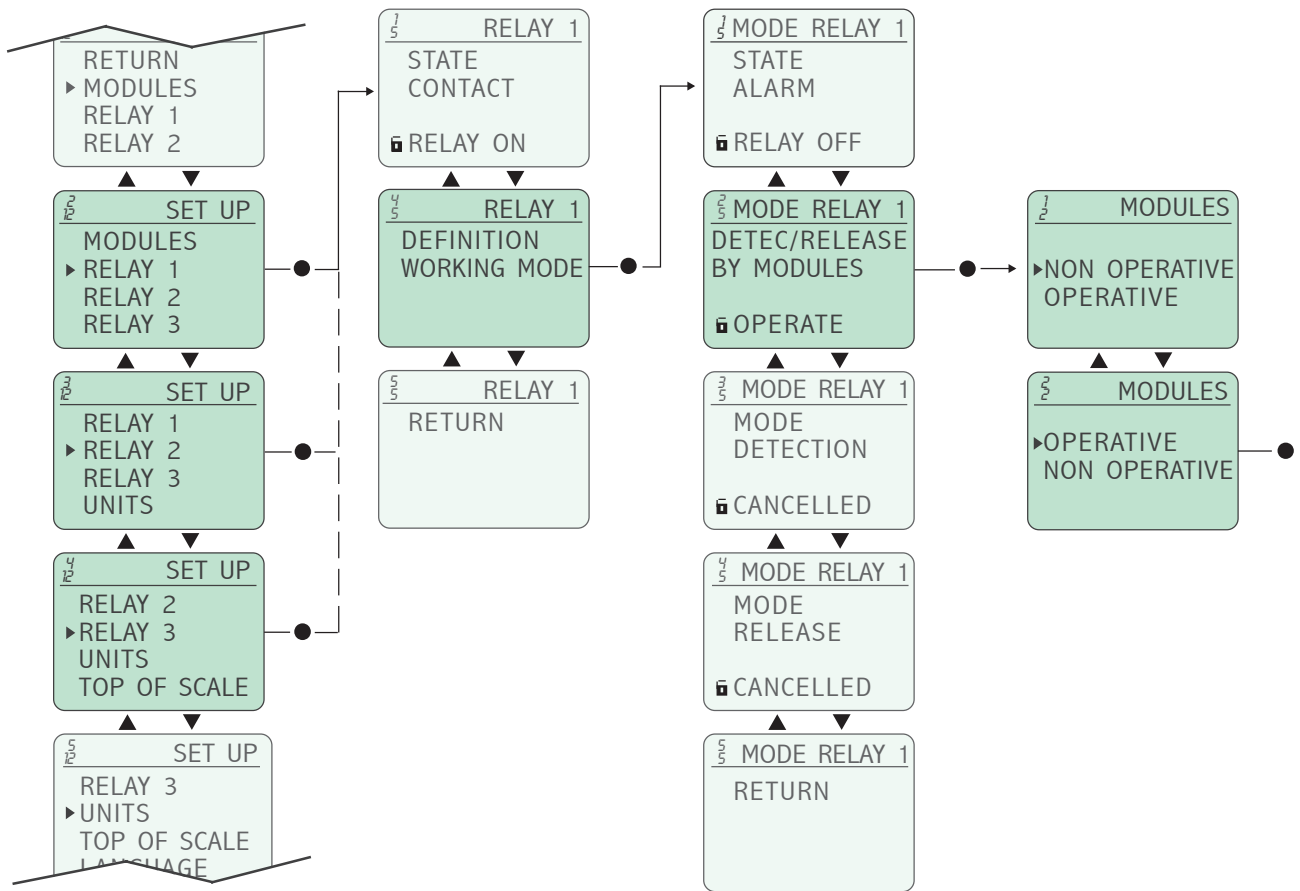 RETURN
MODULES
RELAY 1
RELAY 2
2/12 SET UP
MODULES
RELAY 1
RELAY 2
RELAY 3
3/12 SET UP
RELAY 1
RELAY 2
RELAY 3
UNITS
4/12 SET UP
RELAY 2
RELAY 3
UNITS
TOP OF SCALE
5/12 SET UP
RELAY 3
UNITS
TOP OF SCALE
LANGUAGE
1/5 RELAY 1
STATE
CONTACT
RELAY ON
4/5 RELAY 1
DEFINITION
WORKING MODE
5/5 RELAY 1
RETURN
1/5 MODE RELAY 1
STATE
ALARM
RELAY OFF
2/5 MODE RELAY 1
DETEC/RELEASE
BY MODULES
OPERATE
3/5 MODE RELAY 1
MODE
DETECTION
CANCELLED
4/5 MODE RELAY 1
MODE
RELEASE
CANCELLED
5/5 MODE RELAY 1
RETURN
1/2 MODULES
NON OPERATIVE
OPERATIVE
2/2 MODULES
OPERATIVE
NON OPERATIVE